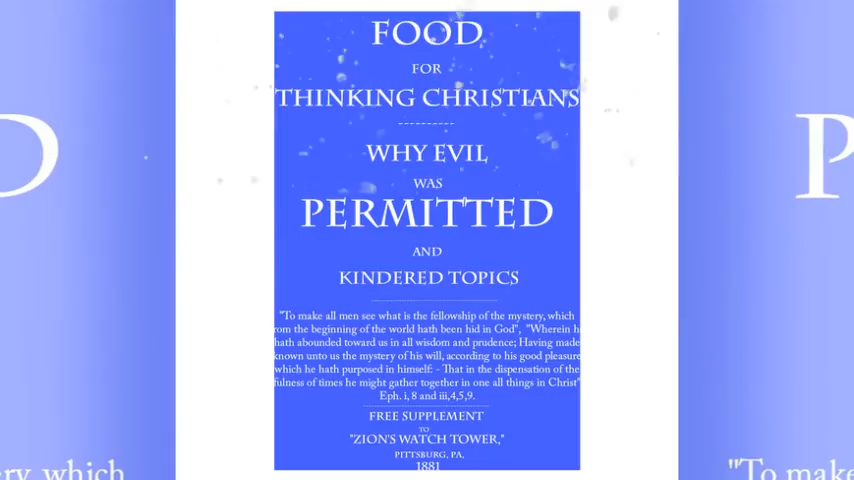 FOOD
FOR
THINKING CHRISTIANS
----------
WHY EVIL
WAS
PERMITTED
AND
KINDERED TOPICS
"To make all men see what is the fellowship of the mystery, which
rom the beginning of the world hath been hid in God", "Wherein h
hath abounded toward us in all wisdom and prudence; Having made
known unto us the mystery of his will, according to his good pleasure
which he hath purposed in himself: - That in the dispensation of the
fulness of times he might gather together in one all things in Christ"
Eph. i, 8 and iii,4,5,9.
FREE SUPPLEMENT
TO
"ZION'S WATCH TOWER,"
PITTSBURG, PA,
1881
D
ry, which
P
"To make